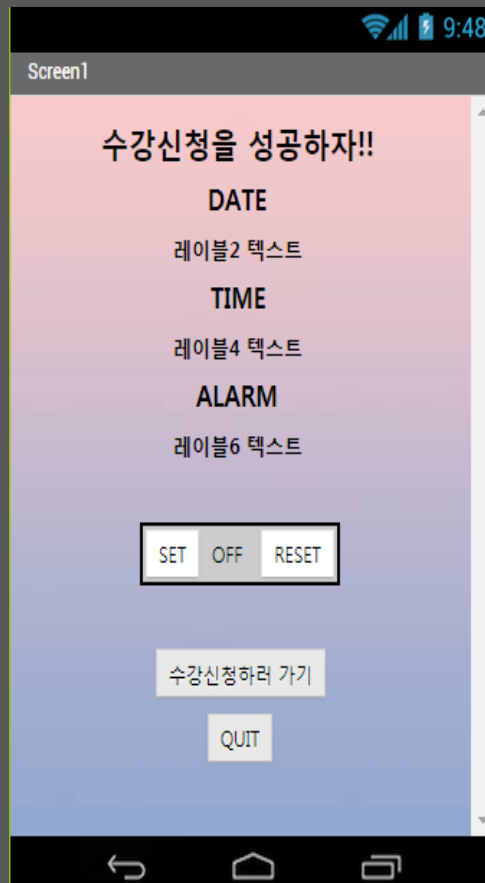 9:48
Screen1
수강신청을 성공하자!!
DATE
레이블2 텍스트
TIME
레이블4 텍스트
ALARM
레이블6 텍스트
SET OFF RESET
수강신청하러 가기
QUIT